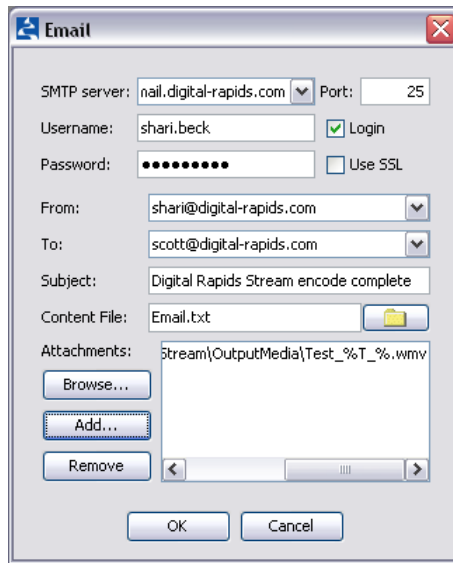 Email
SMTP server: nail.digital-rapids.com Port: 25
Username: shari.beck Login
Password: ●●●●●●●●● Use SSL
From: shari@digital-rapids.com
To: scott@digital-rapids.com
Subject: Digital Rapids Stream encode complete
Content File: Email.txt
Attachments: Stream\OutputMedia\Test_%T_%.wmv
Browse...
Add...
Remove
OK Cancel